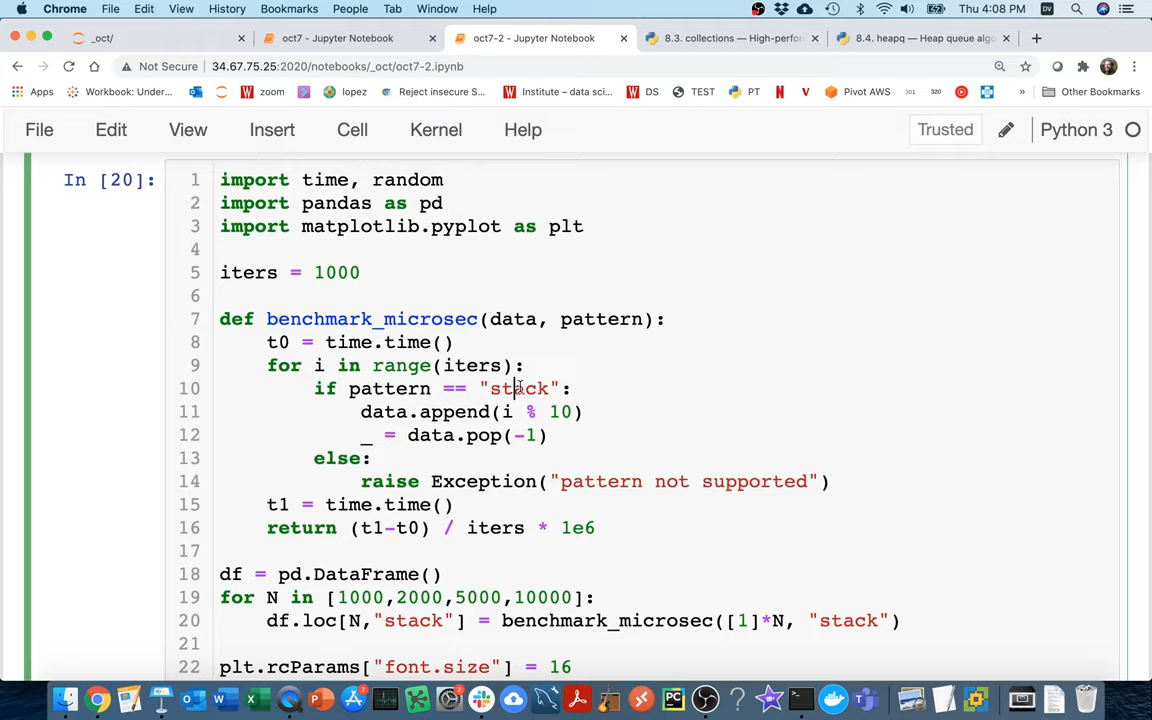 Chrome File Edit View History Bookmarks People Tab Window Help Thu 4:08 PM DV
_oct/ oct7 - Jupyter Notebook oct7-2 - Jupyter Notebook 8.3. collections — High-perfor 8.4. heapq — Heap queue algo
Not Secure 34.67.75.25:2020/notebooks/_oct/oct7-2.ipynb
Apps Workbook: Under... zoom lopez Reject insecure S... Institute – data sci... DS TEST PT Pivot AWS 301 320 » Other Bookmarks
File Edit View Insert Cell Kernel Help Trusted Python 3
In [20]:
1 import time, random
2 import pandas as pd
3 import matplotlib.pyplot as plt
4
5 iters = 1000
6
7 def benchmark_microsec(data, pattern):
8 t0 = time.time()
9 for i in range(iters):
10 if pattern == "stack":
11 data.append(i % 10)
12 _ = data.pop(-1)
13 else:
14 raise Exception("pattern not supported")
15 t1 = time.time()
16 return (t1-t0) / iters * 1e6
17
18 df = pd.DataFrame()
19 for N in [1000,2000,5000,10000]:
20 df.loc[N,"stack"] = benchmark_microsec([1]*N, "stack")
21
22 plt.rcParams["font.size"] = 16